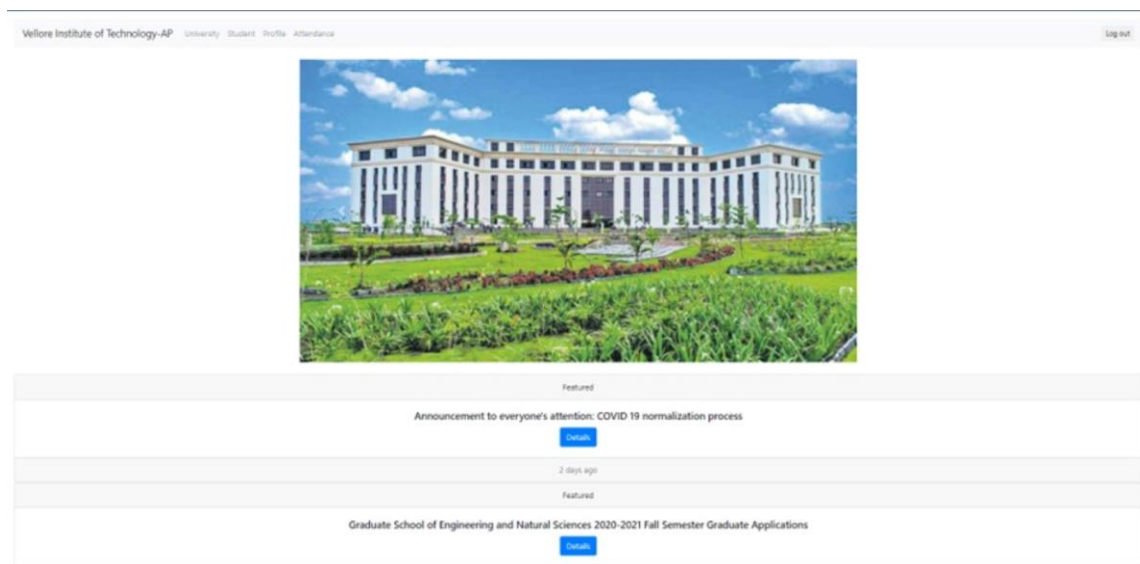 Vellore Institute of Technology-AP University Student Profile Attendance Log out
Featured
Announcement to everyone's attention: COVID 19 normalization process
Details
2 days ago
Featured
Graduate School of Engineering and Natural Sciences 2020-2021 Fall Semester Graduate Applications
Details